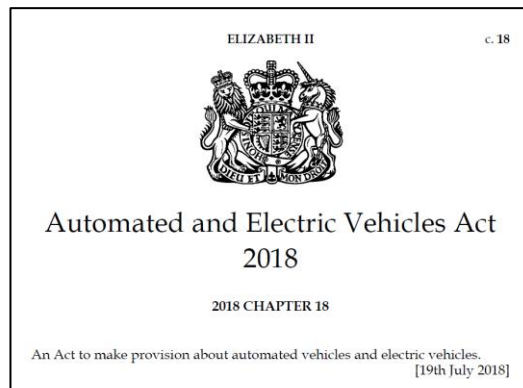 ELIZABETH II c. 18
DIEU ET MON DROIT
Automated and Electric Vehicles Act
2018
2018 CHAPTER 18
An Act to make provision about automated vehicles and electric vehicles.
[19th July 2018]